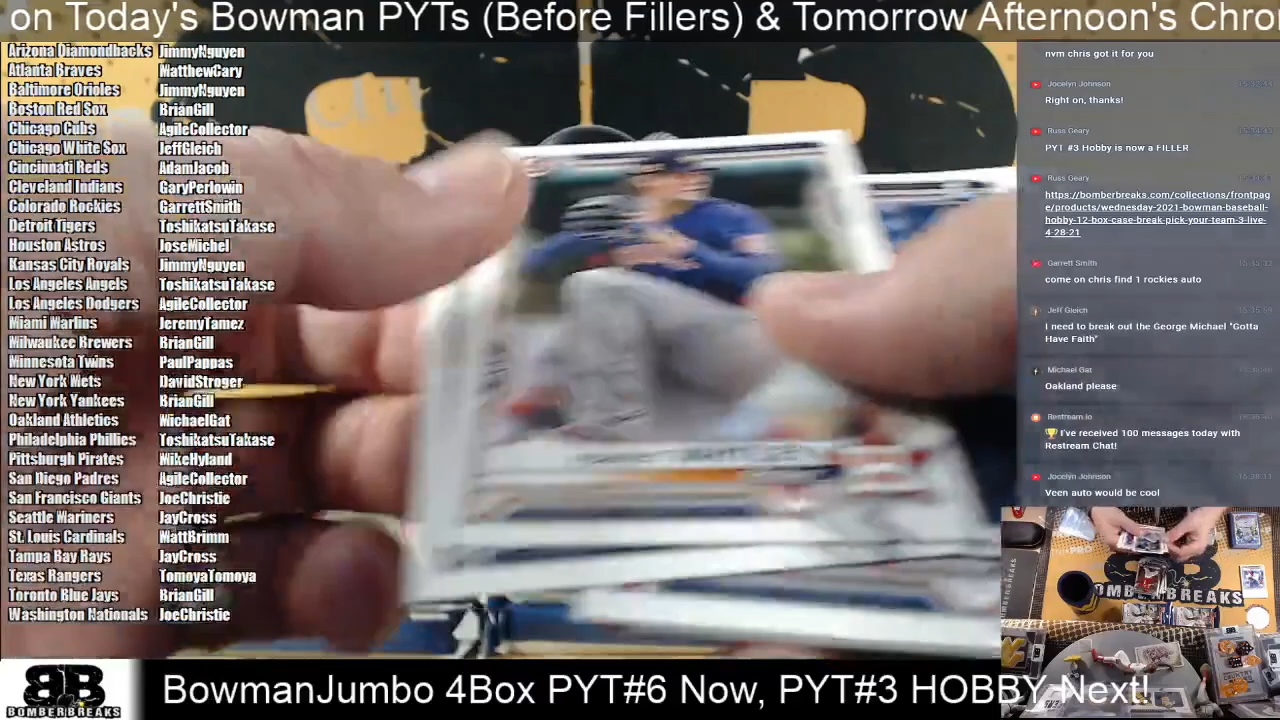 on Today's Bowman PYTs (Before Fillers) & Tomorrow Afternoon's Chro
Arizona Diamondbacks JimmyNguyen
Atlanta Braves MatthewCary
Baltimore Orioles JimmyNguyen
Boston Red Sox BrianGill
Chicago Cubs AgileCollector
Chicago White Sox JeffGleich
Cincinnati Reds AdamJacob
Cleveland Indians GaryPerlowin
Colorado Rockies GarrettSmith
Detroit Tigers ToshikatsuTakase
Houston Astros JoseMichel
Kansas City Royals JimmyNguyen
Los Angeles Angels ToshikatsuTakase
Los Angeles Dodgers AgileCollector
Miami Marlins JeremyTamez
Milwaukee Brewers BrianGill
Minnesota Twins PaulPappas
New York Mets DavidStroger
New York Yankees BrianGill
Oakland Athletics MichaelGat
Philadelphia Phillies ToshikatsuTakase
Pittsburgh Pirates MikeHyland
San Diego Padres AgileCollector
San Francisco Giants JoeChristie
Seattle Mariners JayCross
St. Louis Cardinals MattBrimm
Tampa Bay Rays JayCross
Texas Rangers TomoyaTomoya
Toronto Blue Jays BrianGill
Washington Nationals JoeChristie
nvm chris got it for you
Jocelyn Johnson
Right on, thanks!
Russ Geary
PYT #3 Hobby is now a FILLER
Russ Geary
https://bomberbreaks.com/collections/frontpag
e/products/wednesday-2021-bowman-baseball-
hobby-12-box-case-break-pick-your-team-3-live-
4-28-21
Garrett Smith
come on chris find 1 rockies auto
Jeff Gleich
I need to break out the George Michael "Gotta
Have Faith"
Michael Gat
Oakland please
Restream.io
🏆 I've received 100 messages today with
Restream Chat!
Jocelyn Johnson
Veen auto would be cool
OMBERBREAKS
BB
BOMBERBREAKS
BowmanJumbo 4Box PYT#6 Now, PYT#3 HOBBY Next!